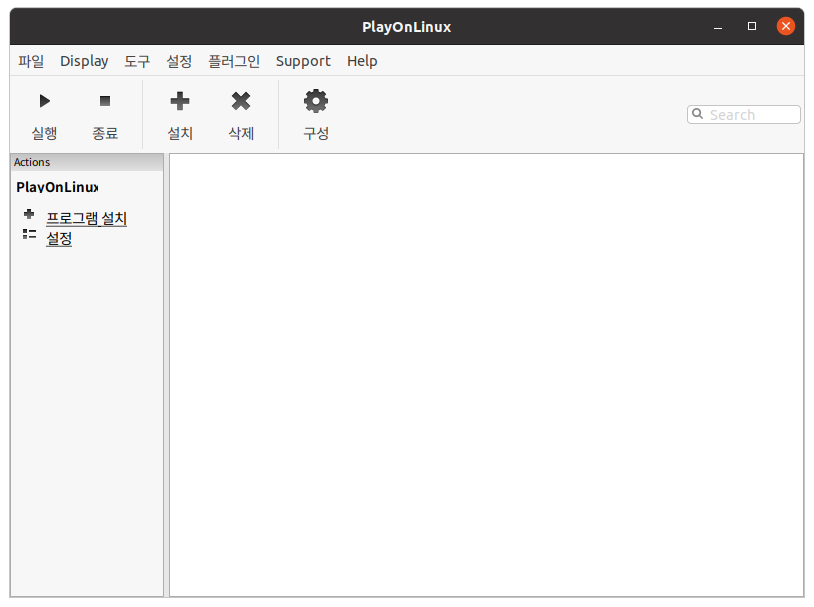 PlayOnLinux
파일 Display 도구 설정 플러그인 Support Help
실행 종료 설치 삭제 구성 Search
Actions
PlayOnLinux
프로그램 설치
설정